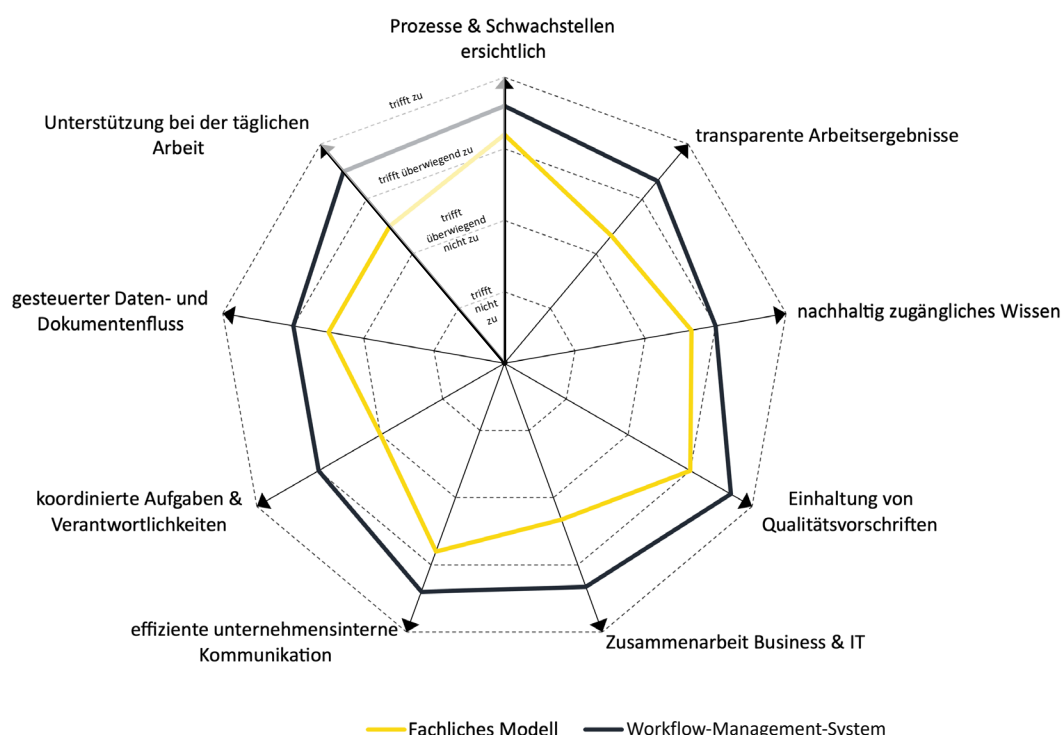 Prozesse & Schwachstellen
ersichtlich
trifft zu
Unterstützung bei der täglichen
Arbeit
transparente Arbeitsergebnisse
trifft überwiegend zu
trifft
überwiegend
nicht zu
trifft
nicht
zu
gesteuerter Daten- und
Dokumentenfluss
nachhaltig zugängliches Wissen
koordinierte Aufgaben &
Verantwortlichkeiten
Einhaltung von
Qualitätsvorschriften
effiziente unternehmensinterne
Kommunikation
Zusammenarbeit Business & IT
Fachliches Modell
Workflow-Management-System